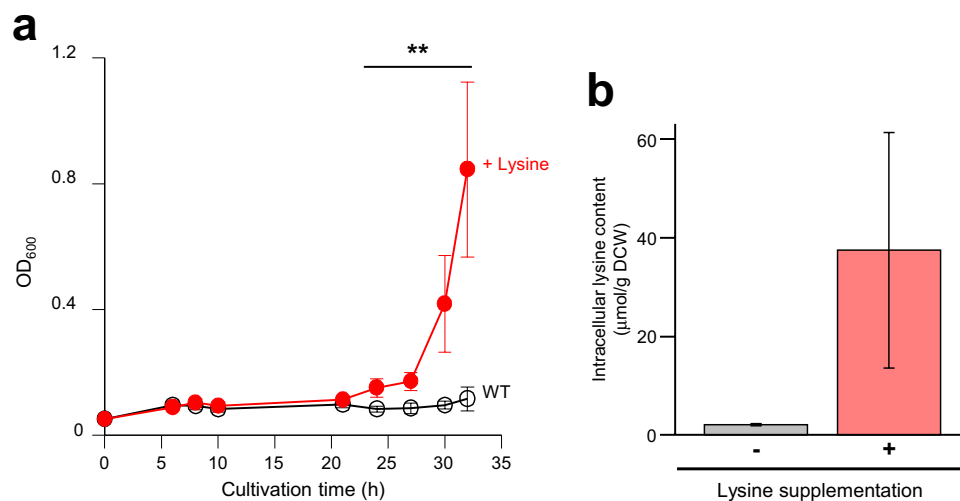 a
**
1.2
0.8
0.4
0
OD600
+ Lysine
WT
0 5 10 15 20 25 30 35
Cultivation time (h)
b
60
40
20
0
Intracellular lysine content
(μmol/g DCW)
- +
Lysine supplementation